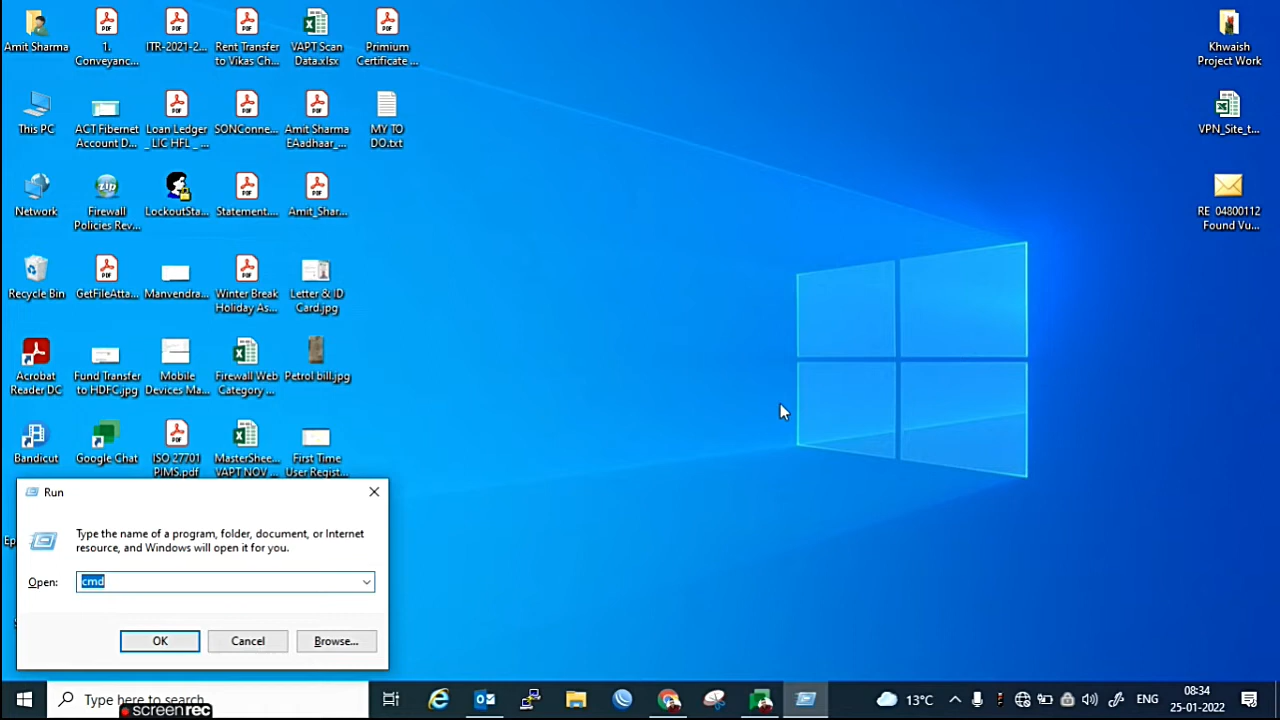 Amit Sharma
1.
Conveyanc...
ITR-2021-2...
Rent Transfer
to Vikas Ch...
VAPT Scan
Data.xlsx
Primium
Certificate ...
Khwaish
Project Work
This PC
ACT Fibernet
Account D...
Loan Ledger
_ LIC HFL _ ...
SONConne...
Amit Sharma
EAadhaar_...
MY TO
DO.txt
VPN_Site_t...
Network
Firewall
Policies Rev...
LockoutSta...
Statement....
Amit_Shar...
RE_04800112
Found Vu...
Recycle Bin
GetFileAtta...
Manvendra...
Winter Break
Holiday As...
Letter & ID
Card.jpg
Acrobat
Reader DC
Fund Transfer
to HDFC.jpg
Mobile
Devices Ma...
Firewall Web
Category ...
Petrol bill.jpg
Bandicut
Google Chat
ISO 27701
PIMS.pdf
MasterShee...
VAPT NOV ...
First Time
User Regist...
Run
Type the name of a program, folder, document, or Internet
resource, and Windows will open it for you.
Open:
cmd
OK
Cancel
Browse...
Type here to search
screenrec
13°C
ENG
08:34
25-01-2022